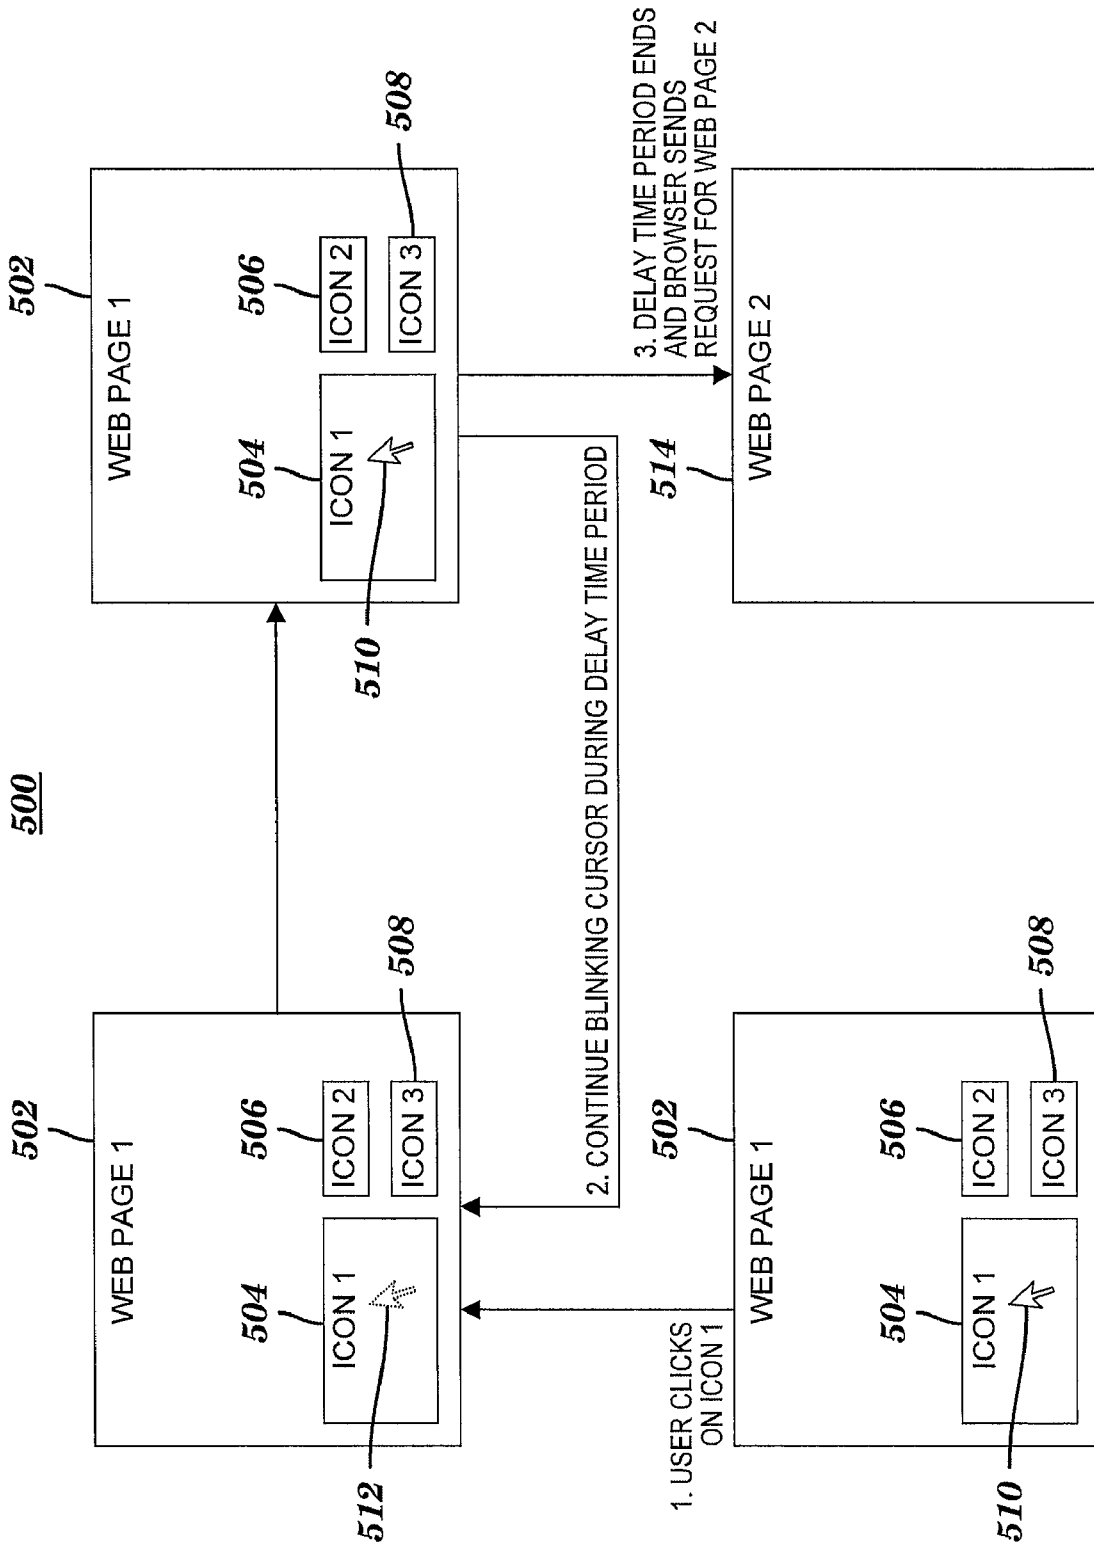 500
502
WEB PAGE 1
504
506
ICON 1
ICON 2
ICON 3
508
512
502
WEB PAGE 1
504
506
ICON 1
ICON 2
ICON 3
508
510
2. CONTINUE BLINKING CURSOR DURING DELAY TIME PERIOD
1. USER CLICKS
ON ICON 1
502
WEB PAGE 1
504
506
ICON 1
ICON 2
ICON 3
508
510
3. DELAY TIME PERIOD ENDS
AND BROWSER SENDS
REQUEST FOR WEB PAGE 2
514
WEB PAGE 2